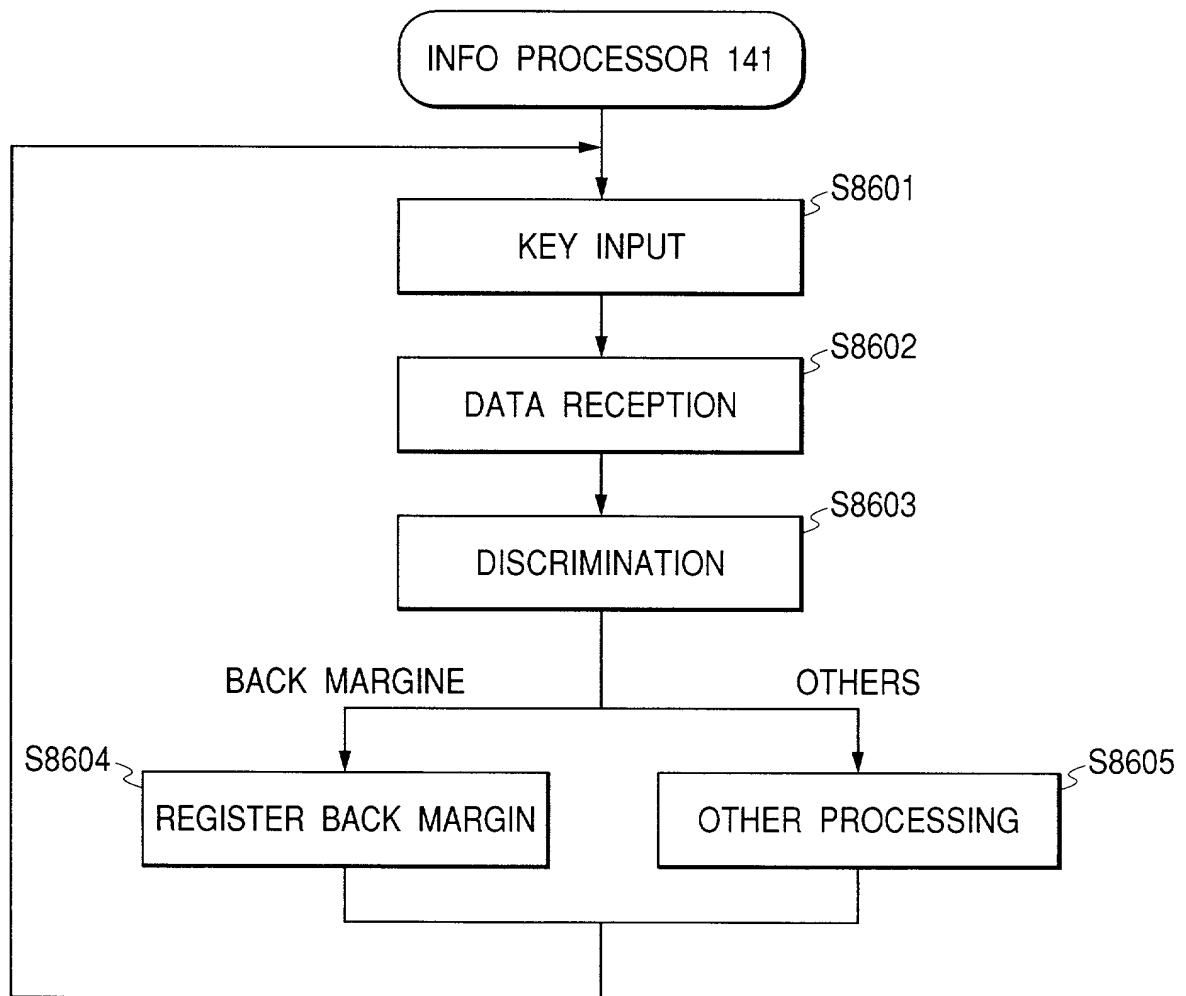 INFO PROCESSOR 141
S8601
KEY INPUT
S8602
DATA RECEPTION
S8603
DISCRIMINATION
BACK MARGINE
OTHERS
S8604
REGISTER BACK MARGIN
S8605
OTHER PROCESSING